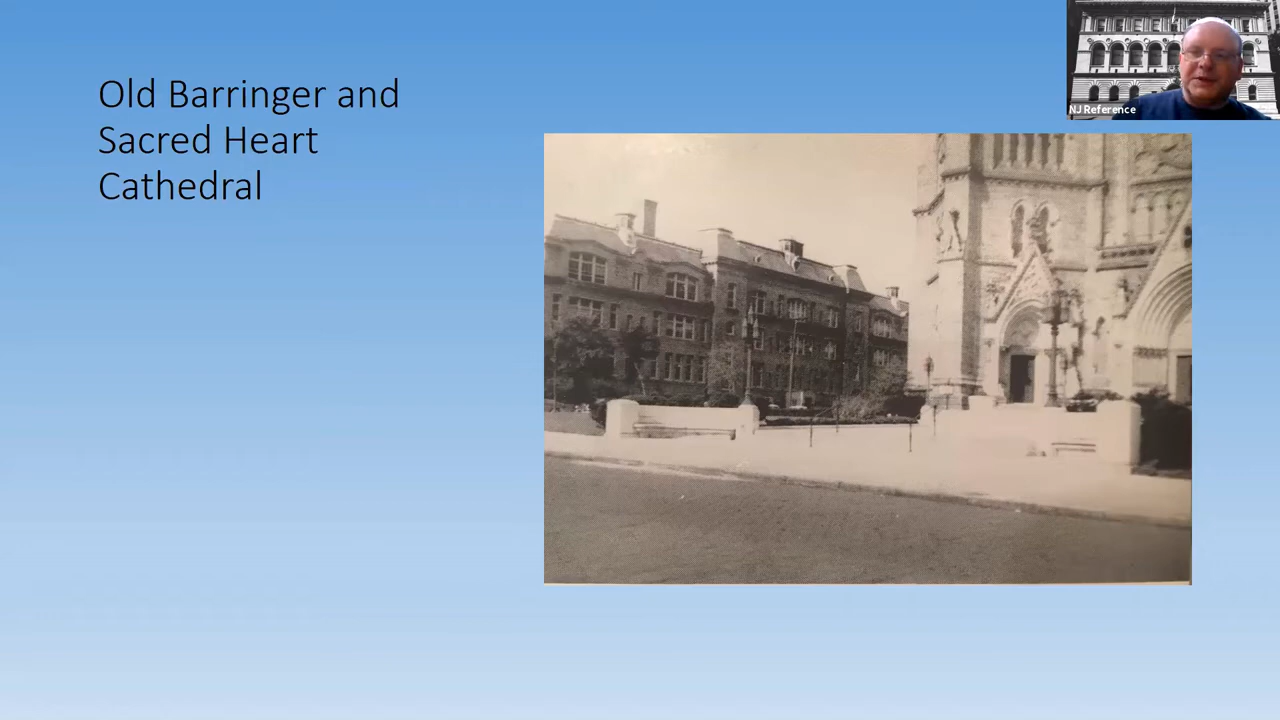 Old Barringer and
Sacred Heart
Cathedral
NJ Reference